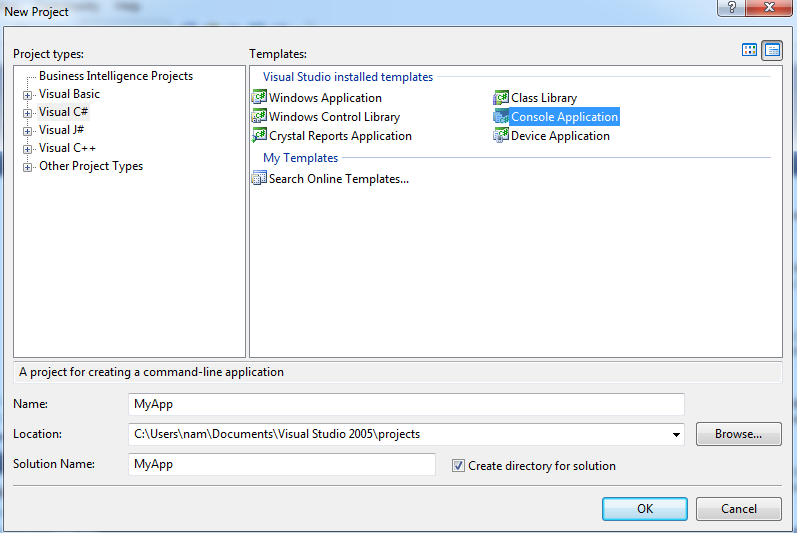 Help
New Project
Project types:
Templates:
Business Intelligence Projects
Visual Basic
Visual C#
Visual J#
Visual C++
Other Project Types
Visual Studio installed templates
Windows Application
Class Library
Windows Control Library
Console Application
Crystal Reports Application
Device Application
My Templates
Search Online Templates...
A project for creating a command-line application
Name:
MyApp
Location:
C:\Users\nam\Documents\Visual Studio 2005\projects
Browse...
Solution Name:
MyApp
Create directory for solution
OK
Cancel